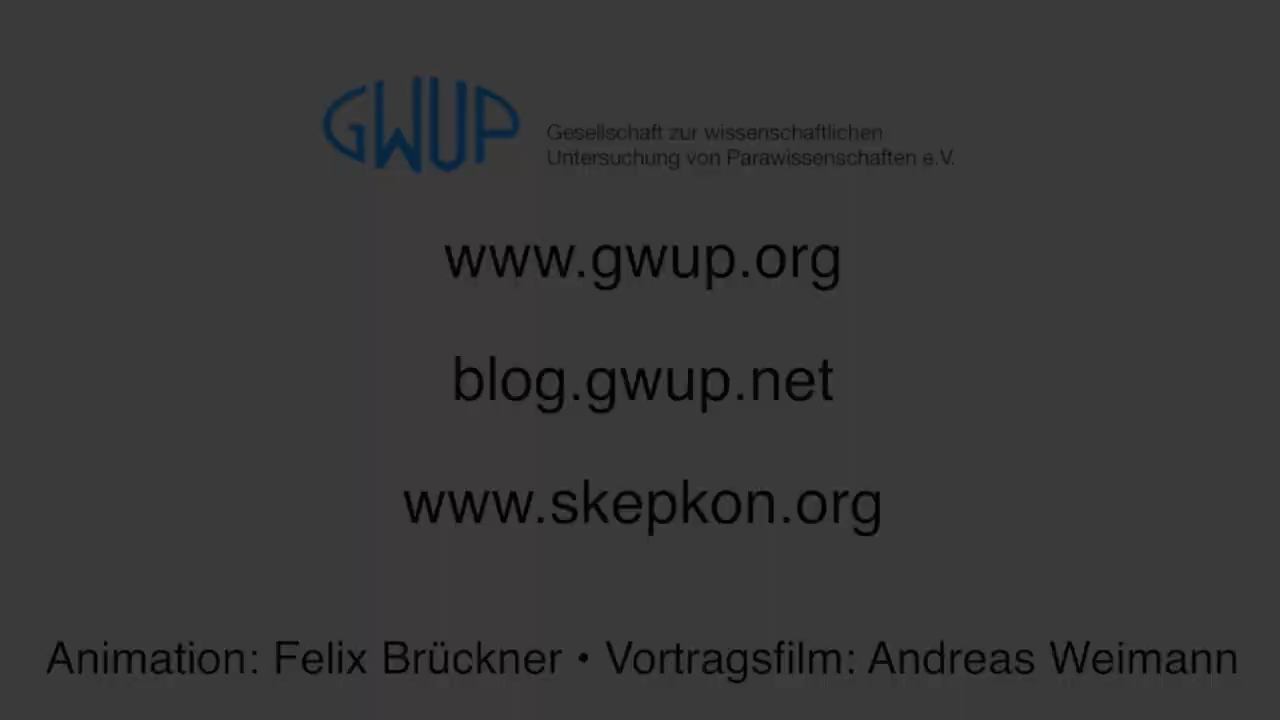 GWUP
Gesellschaft zur wissenschaftlichen
Untersuchung von Parawissenschaften e.V.
www.gwup.org
blog.gwup.net
www.skepkon.org
Animation: Felix Brückner • Vortragsfilm: Andreas Weimann